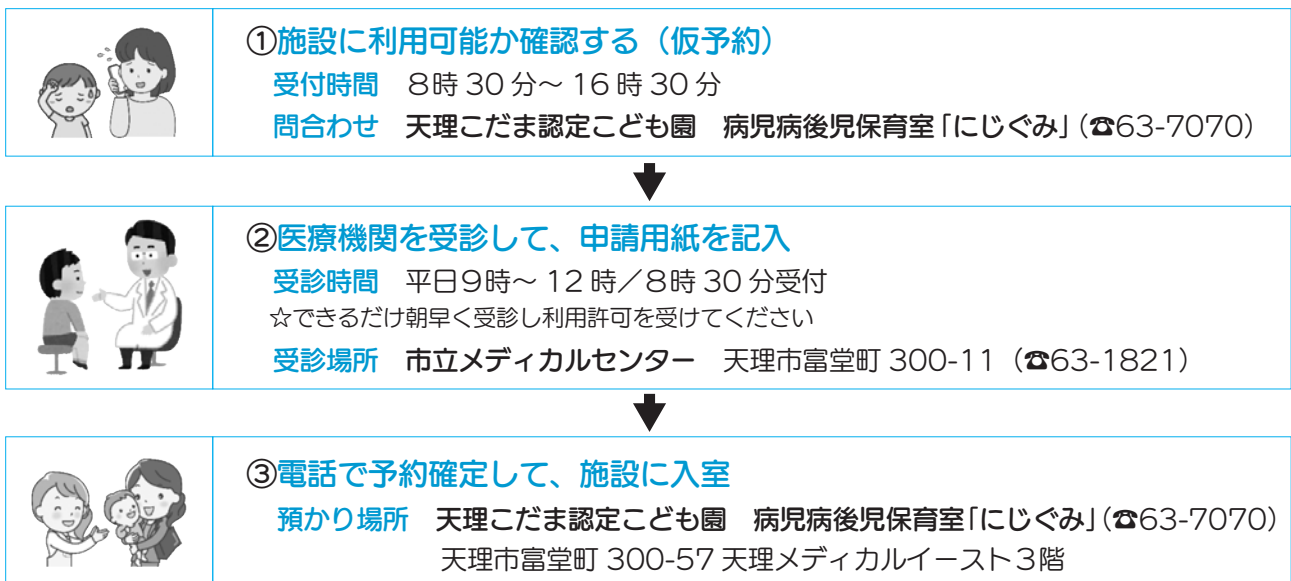 ①施設に利用可能か確認する（仮予約）
受付時間　8時30分～16時30分
問合わせ　天理こだま認定こども園　病児病後児保育室「にじぐみ」（☎63-7070）
②医療機関を受診して、申請用紙を記入
受診時間　平日9時～12時／8時30分受付
☆できるだけ朝早く受診し利用許可を受けてください
受診場所　市立メディカルセンター　天理市富堂町300-11（☎63-1821）
③電話で予約確定して、施設に入室
預かり場所　天理こだま認定こども園　病児病後児保育室「にじぐみ」（☎63-7070）
天理市富堂町300-57天理メディカルイースト3階